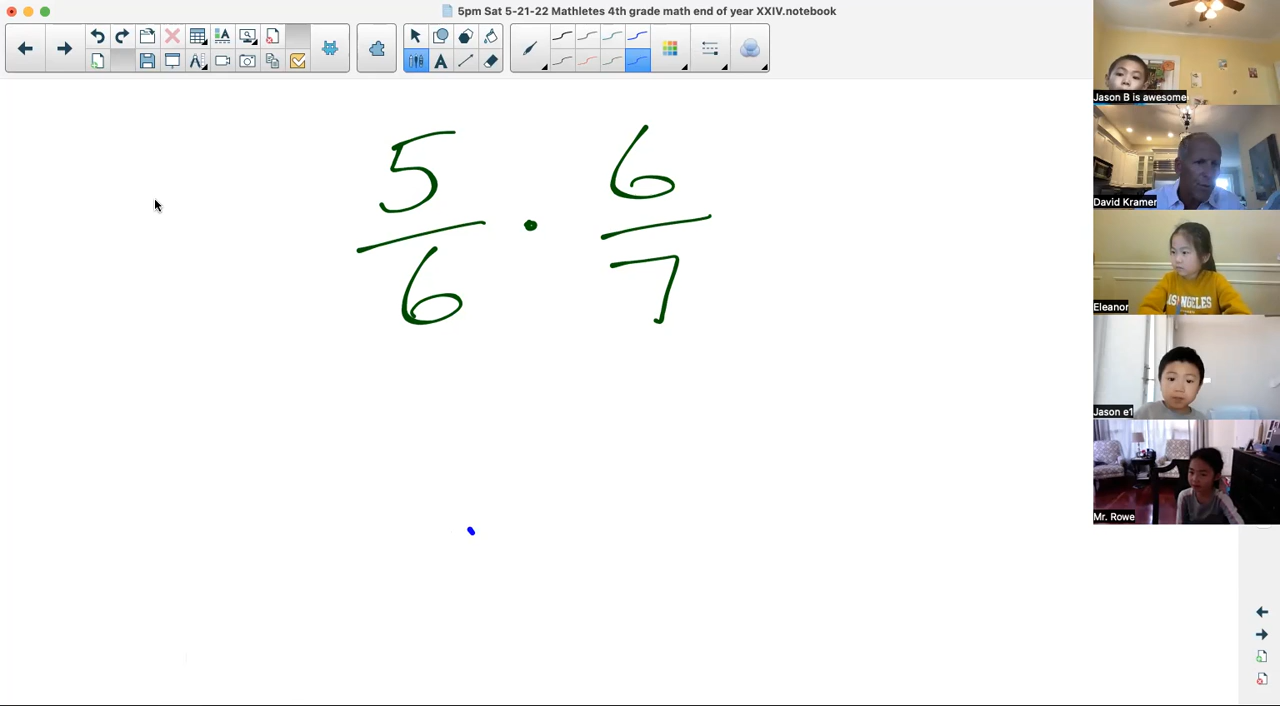 5pm Sat 5-21-22 Mathletes 4th grade math end of year XXIV.notebook
A
A
A
5/6 · 6/7
Jason B is awesome
David Kramer
Eleanor
Jason e1
Mr. Rowe